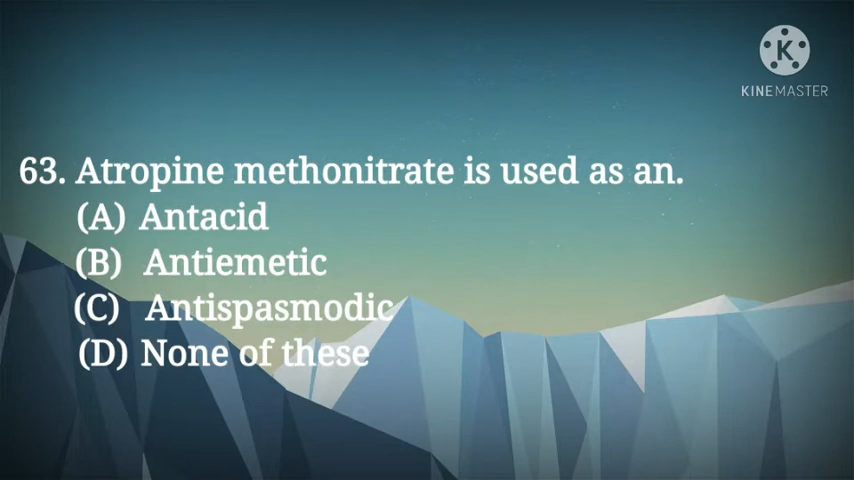 K
KINEMASTER
63. Atropine methonitrate is used as an.
(A) Antacid
(B) Antiemetic
(C) Antispasmodic
(D) None of these